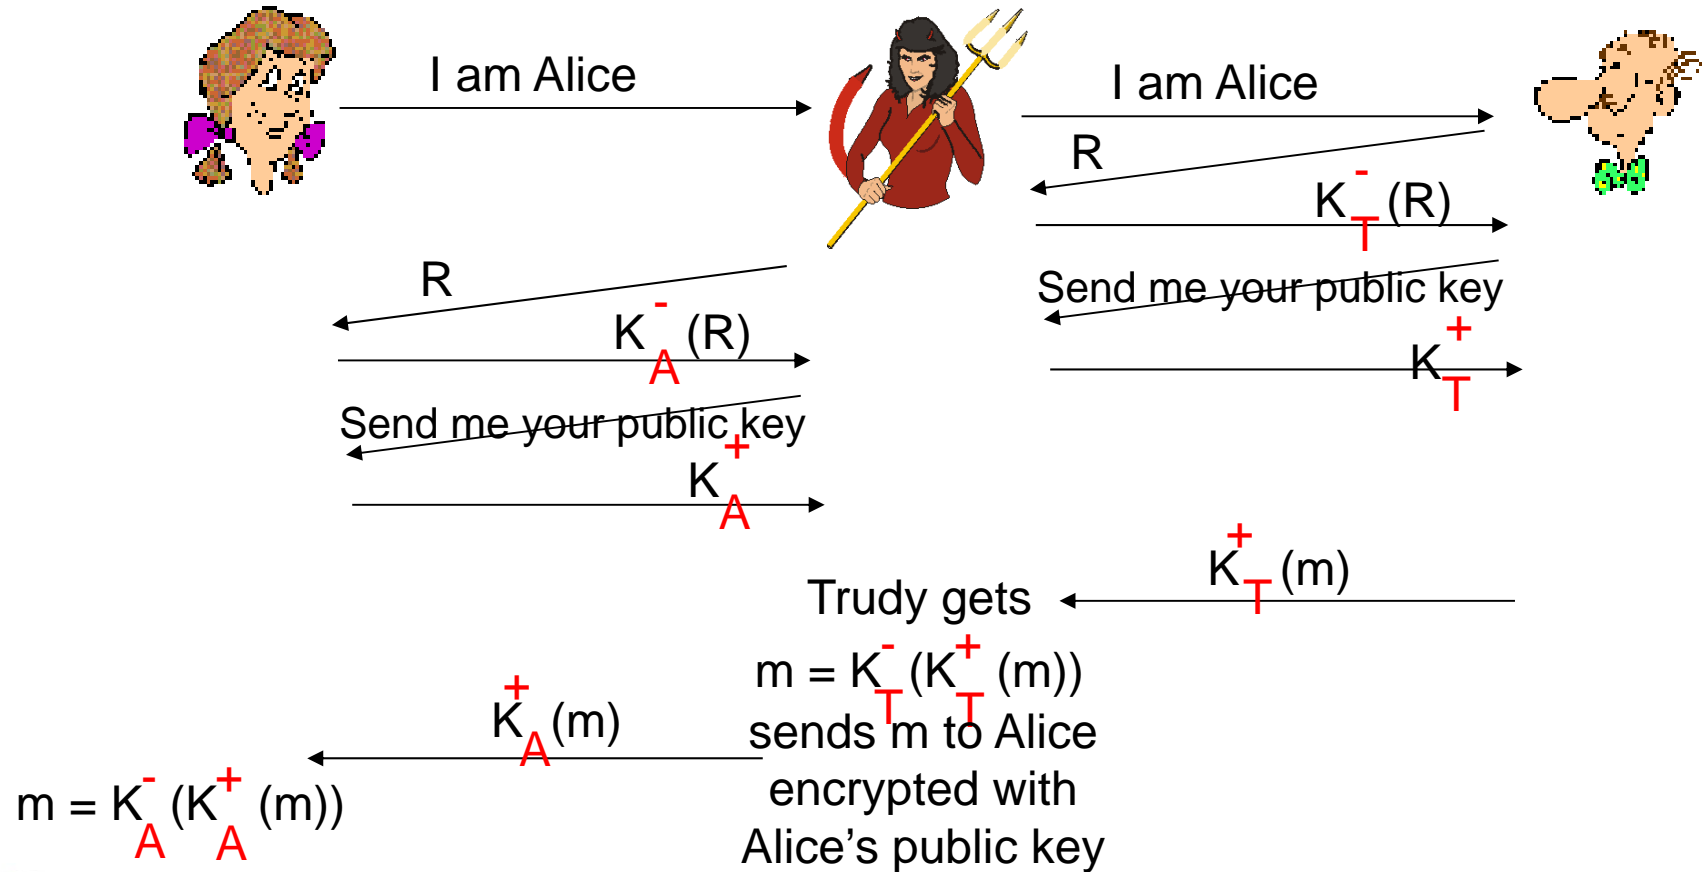 I am Alice
I am Alice
R
K-T(R)
R
Send me your public key
K-A(R)
K+T
Send me your public key
K+A
K+T(m)
Trudy gets
m = K-T(K+T(m))
K+A(m)
sends m to Alice
encrypted with
m = K-A(K+A(m))
Alice’s public key